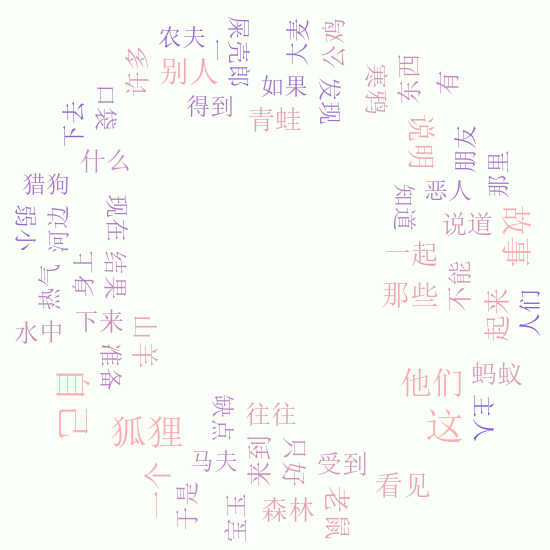 农夫
一
屎壳郎
大麦
公鸡
许多
别人
如果
发现
寒鸦
东西
有
得到
青蛙
口袋
下去
什么
说明
朋友
那里
猎狗
弱小
河边
现在
知道
恶人
说道
故事
热气
身上
结果
一起
那些
不能
起来
人们
水中
下来
山羊
准备
自己
狐狸
他们
蚂蚁
这
主人
缺点
往往
马夫
来到
只好
受到
看见
一个
于是
宝玉
森林
老鼠